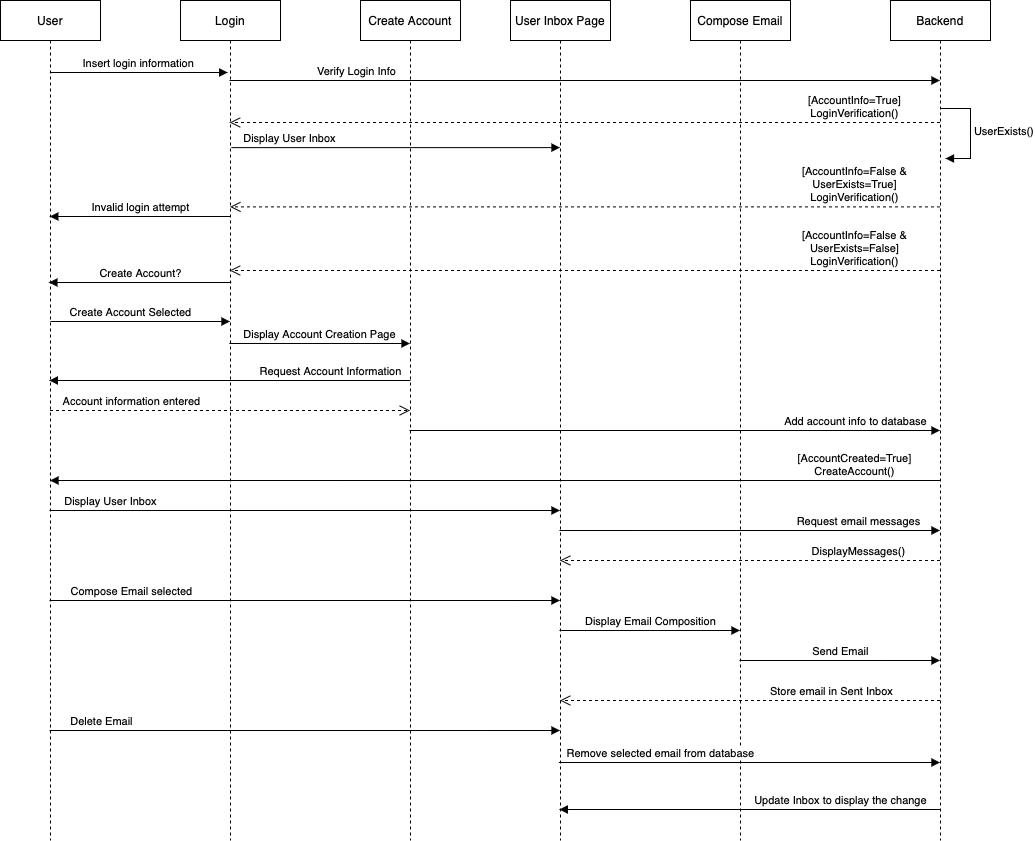 User
Login
Create Account
User Inbox Page
Compose Email
Backend
Insert login information
Verify Login Info
[AccountInfo=True]
LoginVerification()
UserExists()
Display User Inbox
[AccountInfo=False &
UserExists=True]
LoginVerification()
Invalid login attempt
[AccountInfo=False &
UserExists=False]
LoginVerification()
Create Account?
Create Account Selected
Display Account Creation Page
Request Account Information
Account information entered
Add account info to database
[AccountCreated=True]
CreateAccount()
Display User Inbox
Request email messages
DisplayMessages()
Compose Email selected
Display Email Composition
Send Email
Store email in Sent Inbox
Delete Email
Remove selected email from database
Update Inbox to display the change